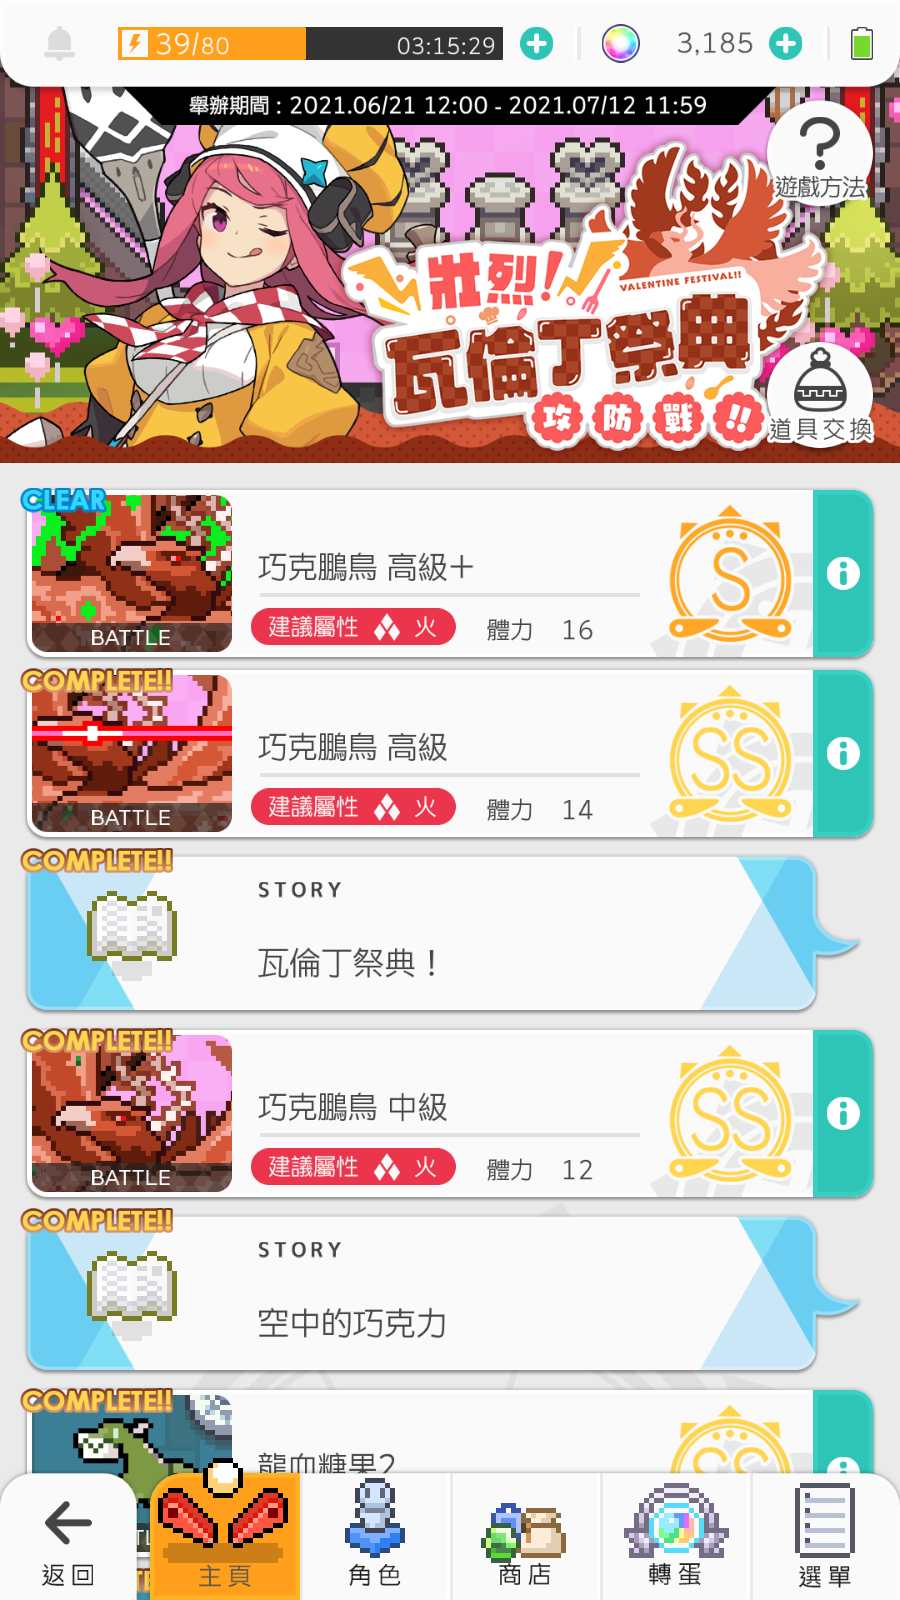 39/80
03:15:29
3,185
舉辦期間：2021.06/21 12:00 - 2021.07/12 11:59
遊戲方法
壯烈！
VALENTINE FESTIVAL!!
瓦倫丁祭典
攻防戰!!
道具交換
CLEAR
BATTLE
巧克鵬鳥 高級＋
建議屬性 火
體力 16
S
COMPLETE!!
BATTLE
巧克鵬鳥 高級
建議屬性 火
體力 14
SS
COMPLETE!!
STORY
瓦倫丁祭典！
COMPLETE!!
BATTLE
巧克鵬鳥 中級
建議屬性 火
體力 12
SS
COMPLETE!!
STORY
空中的巧克力
COMPLETE!!
龍血糖果2
SS
返回
主頁
角色
商店
轉蛋
選單